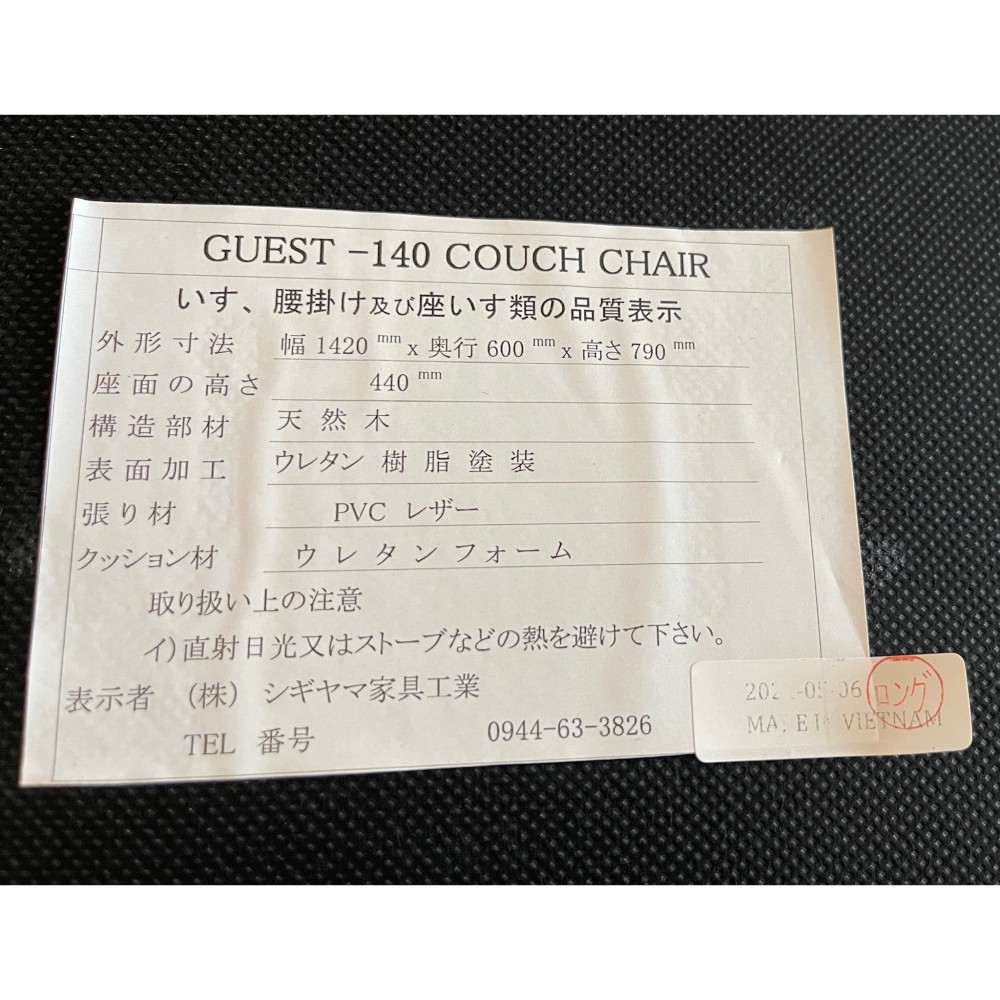 GUEST -140 COUCH CHAIR
いす、腰掛け及び座いす類の品質表示
外形寸法 幅 1420 mm x 奥行 600 mm x 高さ 790 mm
座面の高さ 440 mm
構造部材 天然木
表面加工 ウレタン 樹脂塗装
張り材 PVC レザー
クッション材 ウレタンフォーム
取り扱い上の注意
イ)直射日光又はストーブなどの熱を避けて下さい。
表示者 (株) シギヤマ家具工業
TEL 番号 0944-63-3826
ロング
VIETNAM